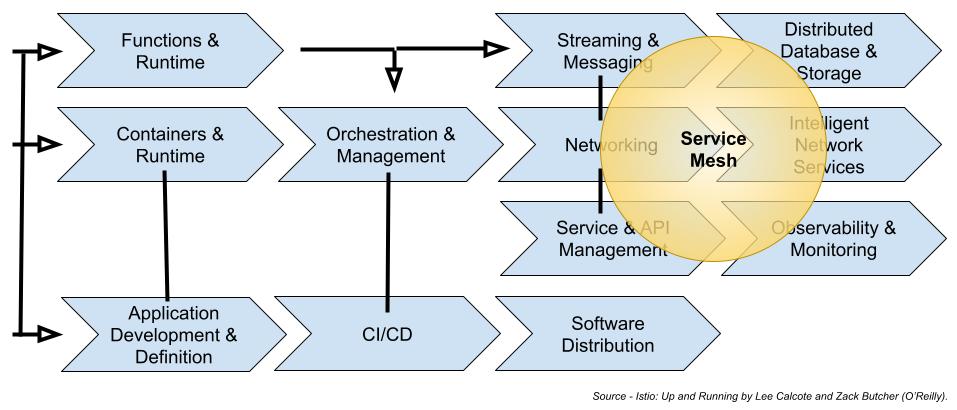 Functions &
Runtime
Streaming &
Messaging
Distributed
Database &
Storage
Containers &
Runtime
Orchestration &
Management
Networking
Service
Mesh
Intelligent
Network
Services
Service & API
Management
Observability &
Monitoring
Application
Development &
Definition
CI/CD
Software
Distribution
Source - Istio: Up and Running by Lee Calcote and Zack Butcher (O'Reilly).